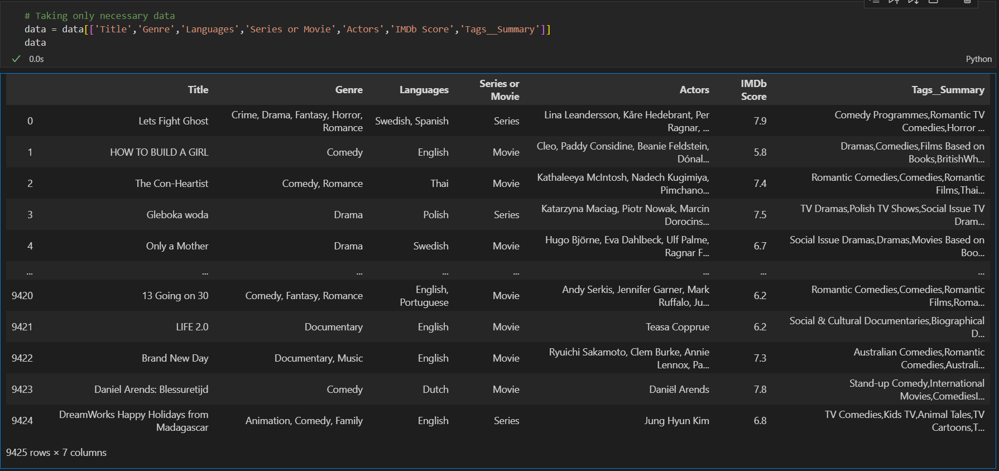 # Taking only necessary data
data = data[['Title','Genre','Languages','Series or Movie','Actors','IMDb Score','Tags__Summary']]
data
0.0s
Python
Title Genre Languages Series or Movie Actors IMDb Score Tags__Summary
0 Lets Fight Ghost Crime, Drama, Fantasy, Horror, Romance Swedish, Spanish Series Lina Leandersson, Kåre Hedebrant, Per Ragnar, ... 7.9 Comedy Programmes,Romantic TV Comedies,Horror ...
1 HOW TO BUILD A GIRL Comedy English Movie Cleo, Paddy Considine, Beanie Feldstein, Dónal... 5.8 Dramas,Comedies,Films Based on Books,BritishWh...
2 The Con-Heartist Comedy, Romance Thai Movie Kathaleeya McIntosh, Nadech Kugimiya, Pimchano... 7.4 Romantic Comedies,Comedies,Romantic Films,Thai...
3 Gleboka woda Drama Polish Series Katarzyna Maciag, Piotr Nowak, Marcin Dorocins... 7.5 TV Dramas,Polish TV Shows,Social Issue TV Dram...
4 Only a Mother Drama Swedish Movie Hugo Björne, Eva Dahlbeck, Ulf Palme, Ragnar F... 6.7 Social Issue Dramas,Dramas,Movies Based on Boo...
... ... ... ... ... ... ... ...
9420 13 Going on 30 Comedy, Fantasy, Romance English, Portuguese Movie Andy Serkis, Jennifer Garner, Mark Ruffalo, Ju... 6.2 Romantic Comedies,Comedies,Romantic Films,Roma...
9421 LIFE 2.0 Documentary English Movie Teasa Copprue 6.2 Social & Cultural Documentaries,Biographical D...
9422 Brand New Day Documentary, Music English Movie Ryuichi Sakamoto, Clem Burke, Annie Lennox, Pa... 7.3 Australian Comedies,Romantic Comedies,Australi...
9423 Daniel Arends: Blessuretijd Comedy Dutch Movie Daniël Arends 7.8 Stand-up Comedy,International Movies,ComediesI...
9424 DreamWorks Happy Holidays from Madagascar Animation, Comedy, Family English Series Jung Hyun Kim 6.8 TV Comedies,Kids TV,Animal Tales,TV Cartoons,T...
9425 rows × 7 columns